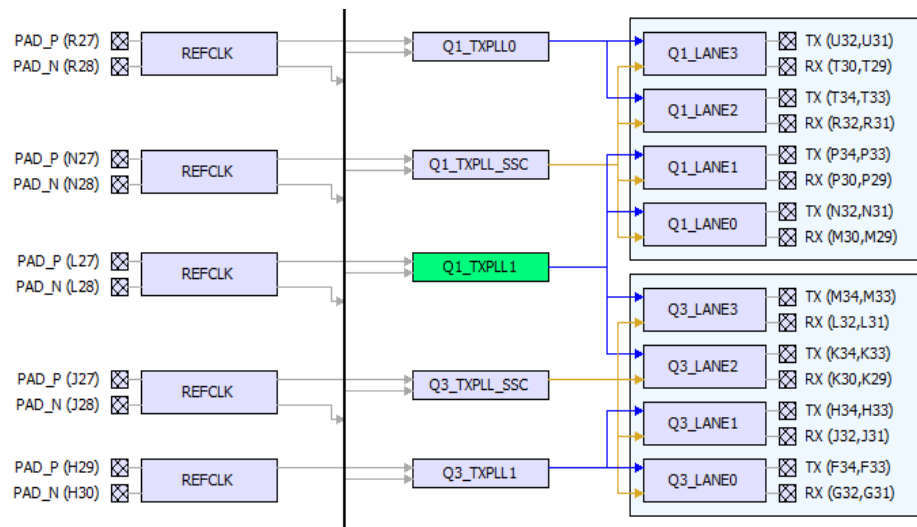 PAD_P (R27)
PAD_N (R28)
REFCLK
Q1_TXPLL0
Q1_LANE3
TX (U32,U31)
RX (T30,T29)
Q1_LANE2
TX (T34,T33)
RX (R32,R31)
PAD_P (N27)
PAD_N (N28)
REFCLK
Q1_TXPLL_SSC
Q1_LANE1
TX (P34,P33)
RX (P30,P29)
Q1_LANE0
TX (N32,N31)
RX (M30,M29)
PAD_P (L27)
PAD_N (L28)
REFCLK
Q1_TXPLL1
Q3_LANE3
TX (M34,M33)
RX (L32,L31)
Q3_LANE2
TX (K34,K33)
RX (K30,K29)
PAD_P (J27)
PAD_N (J28)
REFCLK
Q3_TXPLL_SSC
Q3_LANE1
TX (H34,H33)
RX (J32,J31)
PAD_P (H29)
PAD_N (H30)
REFCLK
Q3_TXPLL1
Q3_LANE0
TX (F34,F33)
RX (G32,G31)